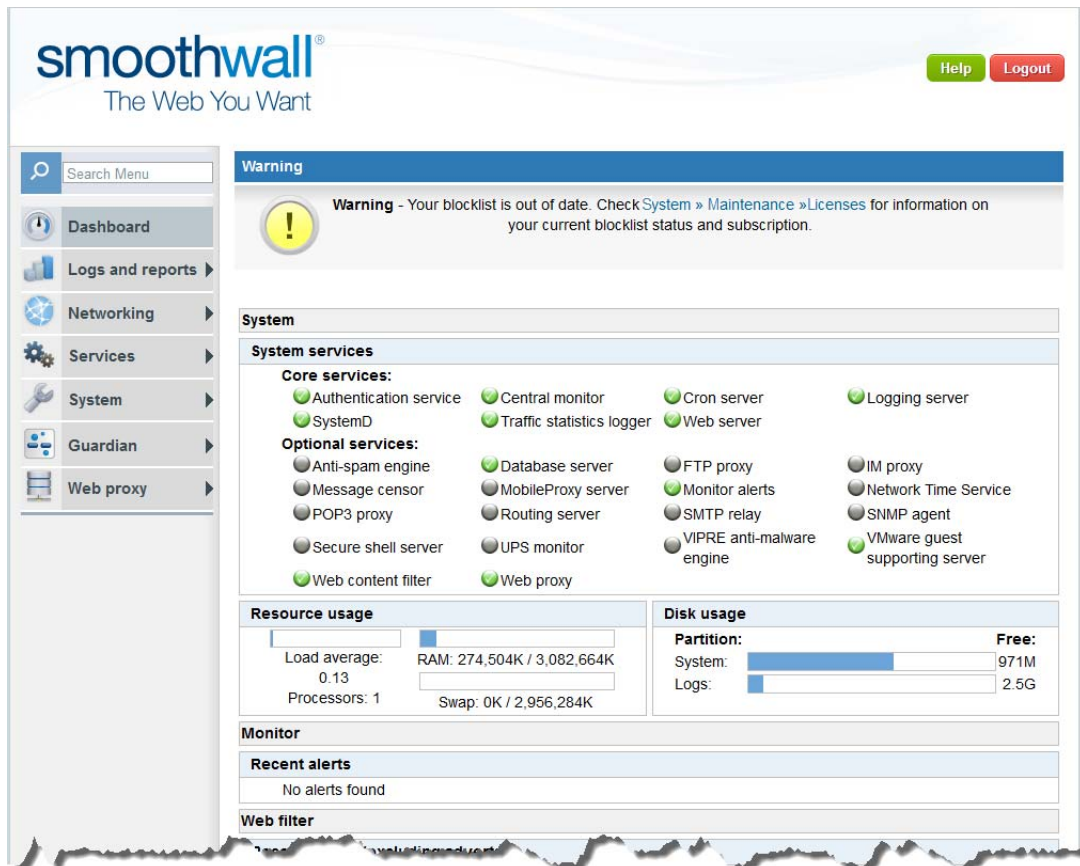 smoothwall®
The Web You Want
Help
Logout
Search Menu
Dashboard
Logs and reports
Networking
Services
System
Guardian
Web proxy
Warning
Warning - Your blocklist is out of date. Check System » Maintenance »Licenses for information on
your current blocklist status and subscription.
System
System services
Core services:
Authentication service Central monitor Cron server Logging server
SystemD Traffic statistics logger Web server
Optional services:
Anti-spam engine Database server FTP proxy IM proxy
Message censor MobileProxy server Monitor alerts Network Time Service
POP3 proxy Routing server SMTP relay SNMP agent
Secure shell server UPS monitor VIPRE anti-malware engine VMware guest supporting server
Web content filter Web proxy
Resource usage
Load average:
0.13
Processors: 1
RAM: 274,504K / 3,082,664K
Swap: 0K / 2,956,284K
Disk usage
Partition: Free:
System: 971M
Logs: 2.5G
Monitor
Recent alerts
No alerts found
Web filter